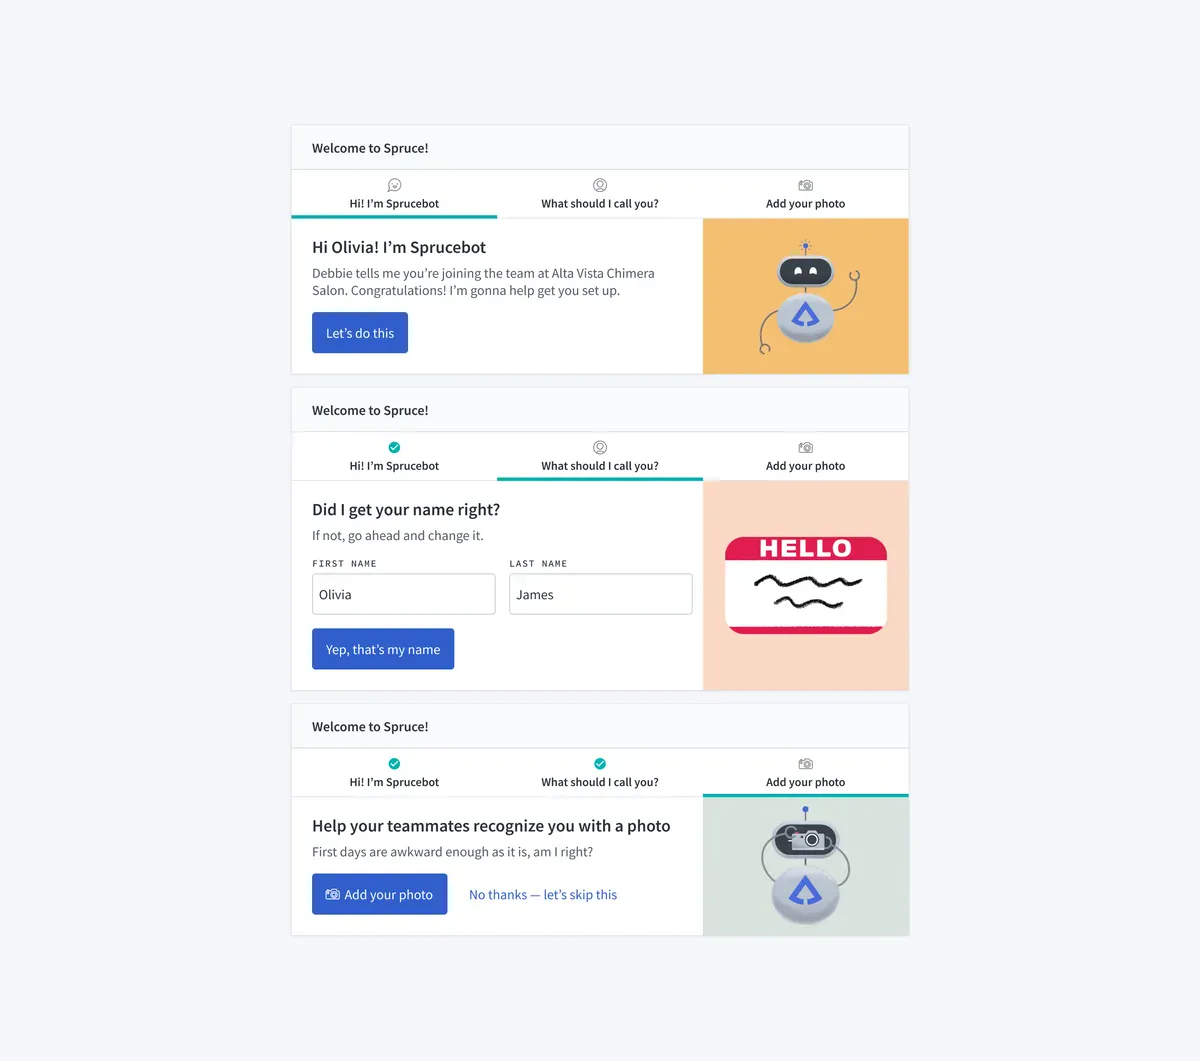 Welcome to Spruce!
Hi! I’m Sprucebot
What should I call you?
Add your photo
Hi Olivia! I’m Sprucebot
Debbie tells me you’re joining the team at Alta Vista Chimera
Salon. Congratulations! I’m gonna help get you set up.
Let’s do this
Welcome to Spruce!
Hi! I’m Sprucebot
What should I call you?
Add your photo
Did I get your name right?
If not, go ahead and change it.
FIRST NAME
LAST NAME
Olivia
James
Yep, that’s my name
HELLO
Welcome to Spruce!
Hi! I’m Sprucebot
What should I call you?
Add your photo
Help your teammates recognize you with a photo
First days are awkward enough as it is, am I right?
Add your photo
No thanks — let’s skip this